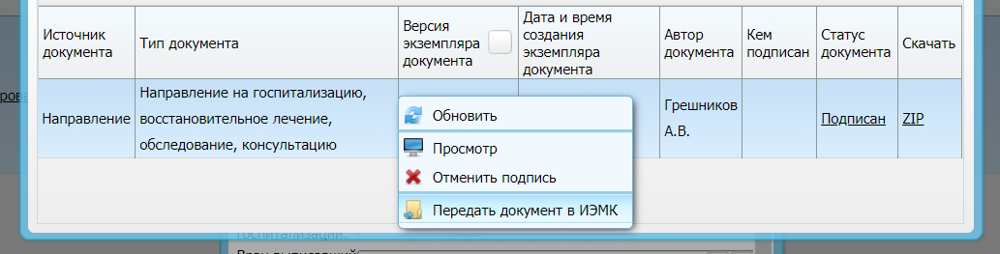 Источник документа
Тип документа
Версия экземпляра документа
Дата и время создания экземпляра документа
Автор документа
Кем подписан
Статус документа
Скачать
Направление
Направление на госпитализацию,
восстановительное лечение,
обследование, консультацию
Грешников
А.В.
Подписан
ZIP
Обновить
Просмотр
Отменить подпись
Передать документ в ИЭМК
госпитализации: